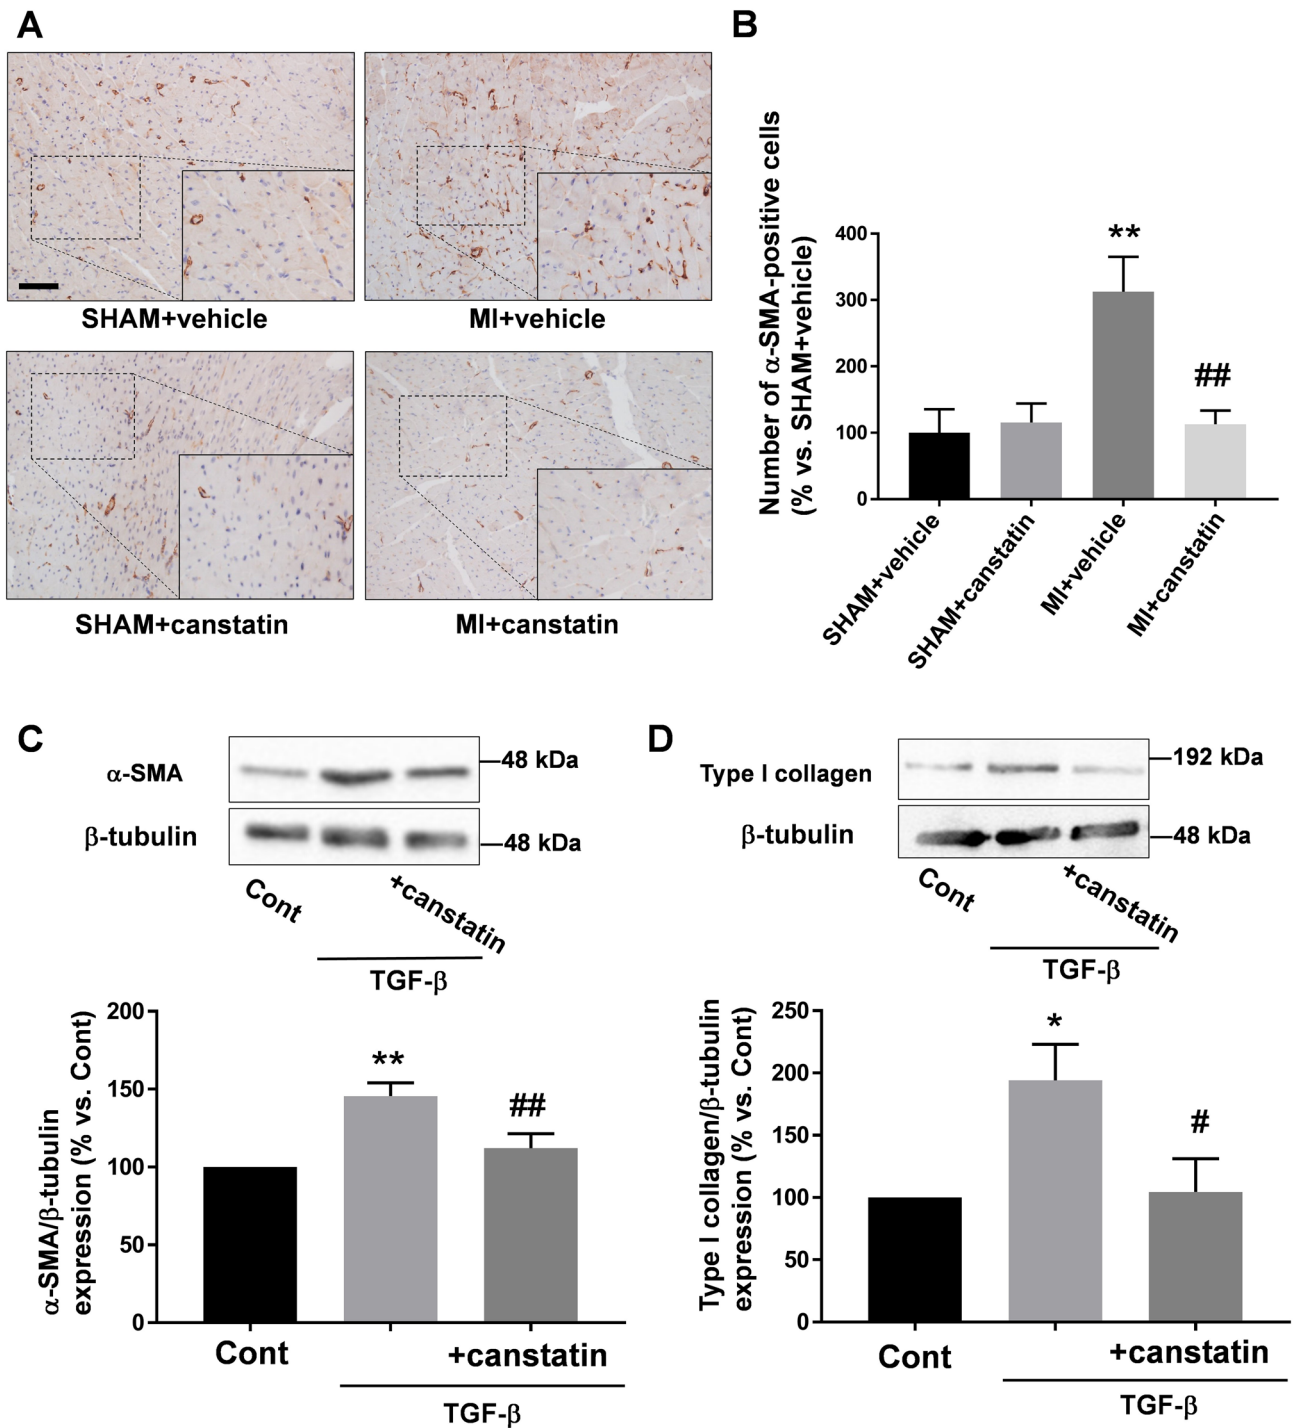 A
SHAM+vehicle
MI+vehicle
SHAM+canstatin
MI+canstatin
B
Number of α-SMA-positive cells
(% vs. SHAM+vehicle)
400
300
200
100
0
**
##
SHAM+vehicle
SHAM+canstatin
MI+vehicle
MI+canstatin
C
α-SMA
48 kDa
β-tubulin
48 kDa
Cont
+canstatin
TGF-β
α-SMA/β-tubulin
expression (% vs. Cont)
200
150
100
50
0
**
##
Cont
+canstatin
TGF-β
D
Type I collagen
192 kDa
β-tubulin
48 kDa
Cont
+canstatin
TGF-β
Type I collagen/β-tubulin
expression (% vs. Cont)
250
200
150
100
50
0
*
#
Cont
+canstatin
TGF-β